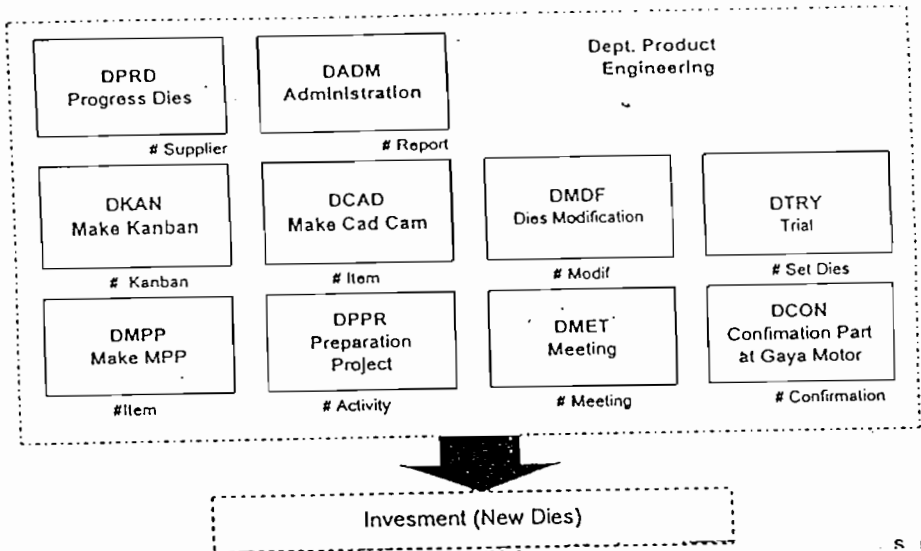 DPRD
Progress Dies
DADM
Administration
Dept. Product
Engineering
# Supplier
# Report
DKAN
Make Kanban
DCAD
Make Cad Cam
DMDF
Dies Modification
DTRY
Trial
# Kanban
# Item
# Modif
# Set Dies
DMPP
Make MPP
DPPR
Preparation
Project
DMET
Meeting
DCON
Confimation Part
at Gaya Motor
#Item
# Activity
# Meeting
# Confirmation
Invesment (New Dies)
S